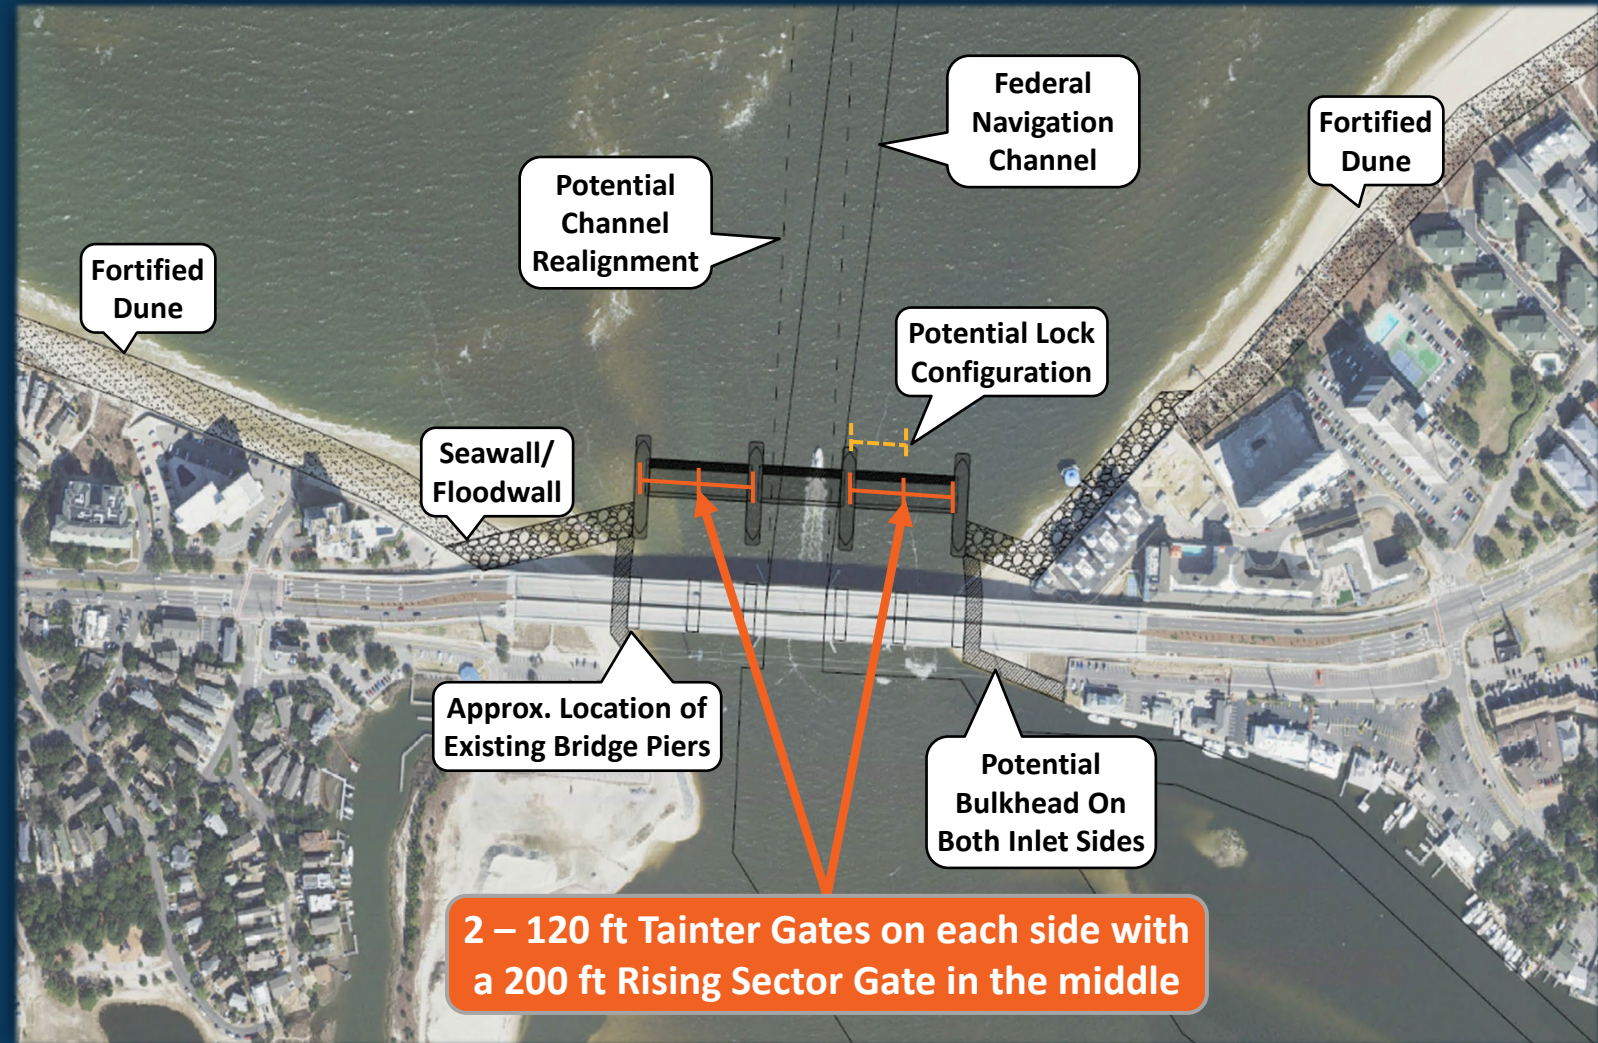 Federal
Navigation
Channel
Fortified
Dune
Potential
Channel
Realignment
Fortified
Dune
Potential Lock
Configuration
Seawall/
Floodwall
Approx. Location of
Existing Bridge Piers
Potential
Bulkhead On
Both Inlet Sides
2 – 120 ft Tainter Gates on each side with
a 200 ft Rising Sector Gate in the middle